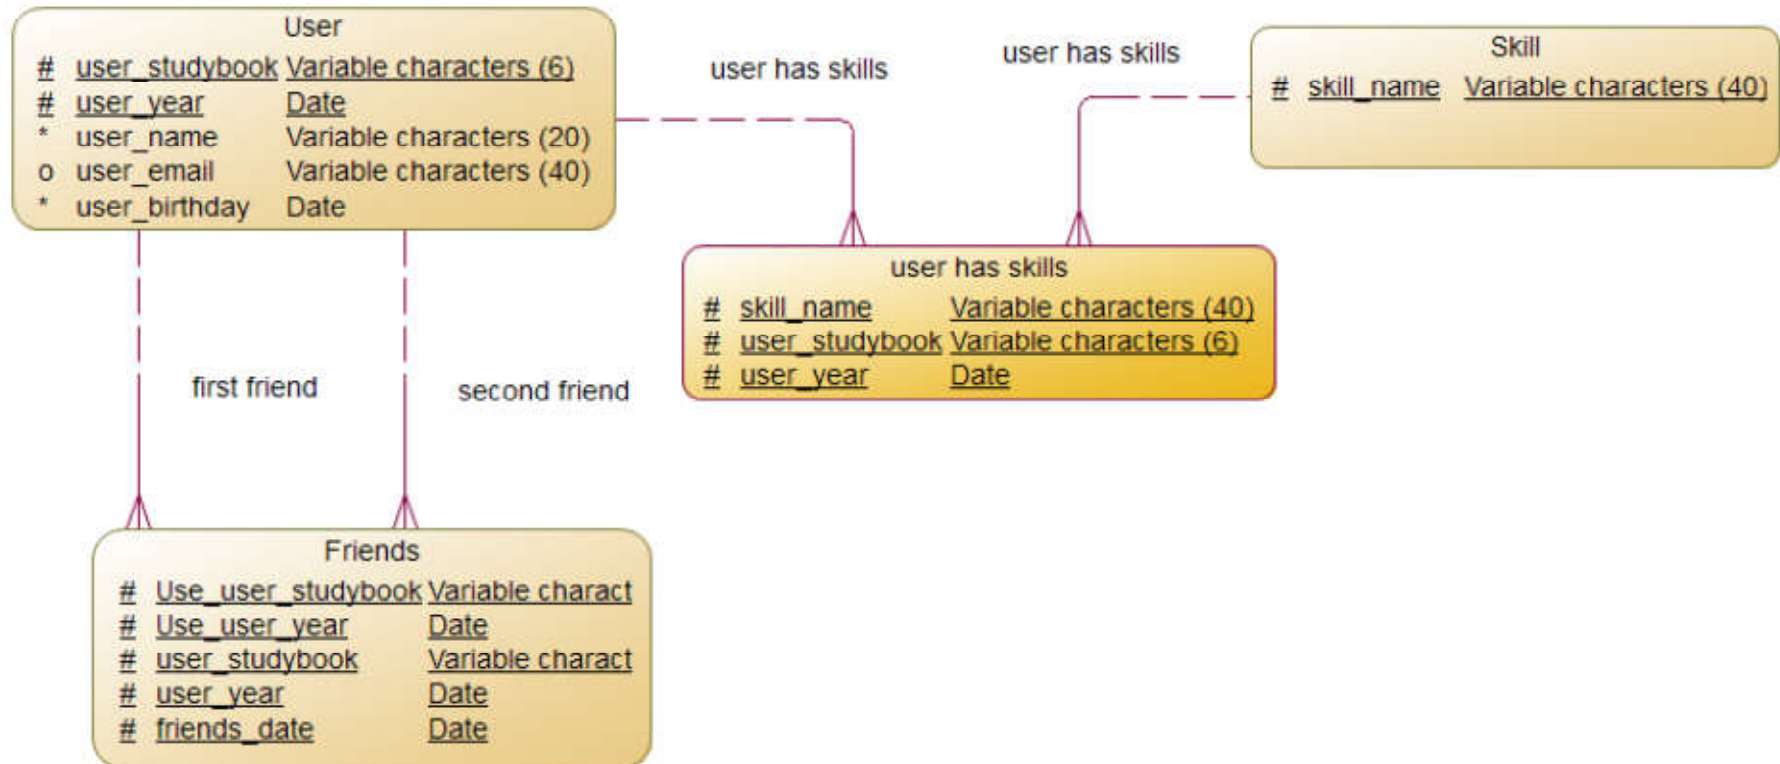 User
# user_studybook Variable characters (6)
# user_year Date
* user_name Variable characters (20)
o user_email Variable characters (40)
* user_birthday Date
user has skills
user has skills
Skill
# skill_name Variable characters (40)
user has skills
# skill_name Variable characters (40)
# user_studybook Variable characters (6)
# user_year Date
first friend
second friend
Friends
# Use_user_studybook Variable charact
# Use_user_year Date
# user_studybook Variable charact
# user_year Date
# friends_date Date